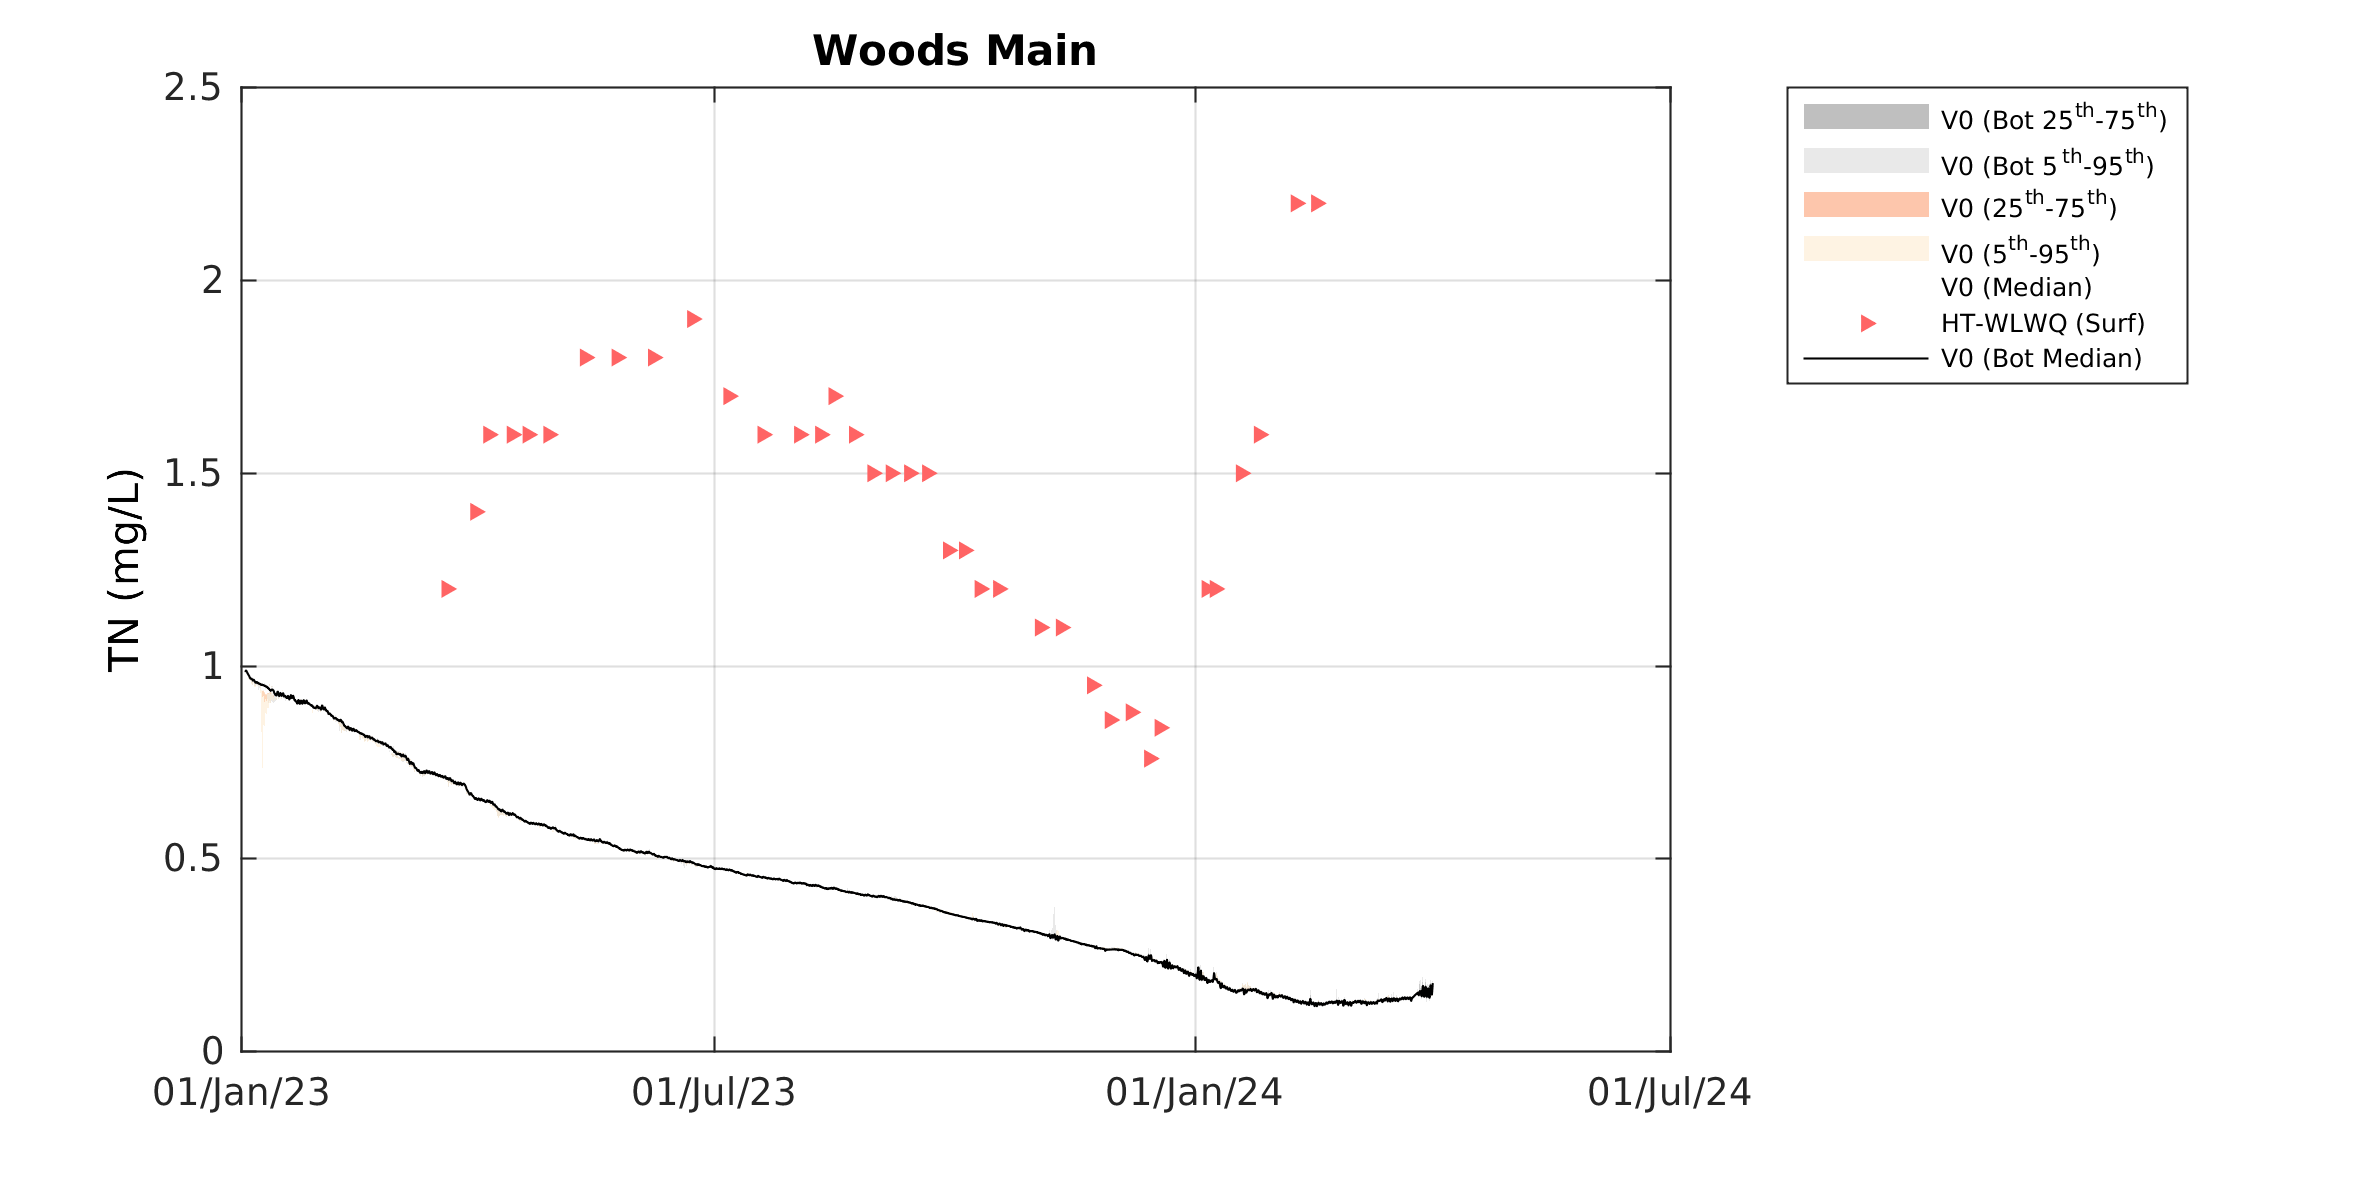 Woods Main
2.5
2
1.5
1
0.5
0
TN (mg/L)
01/Jan/23
01/Jul/23
01/Jan/24
01/Jul/24
V0 (Bot 25th-75th)
V0 (Bot 5th-95th)
V0 (25th-75th)
V0 (5th-95th)
V0 (Median)
HT-WLWQ (Surf)
V0 (Bot Median)